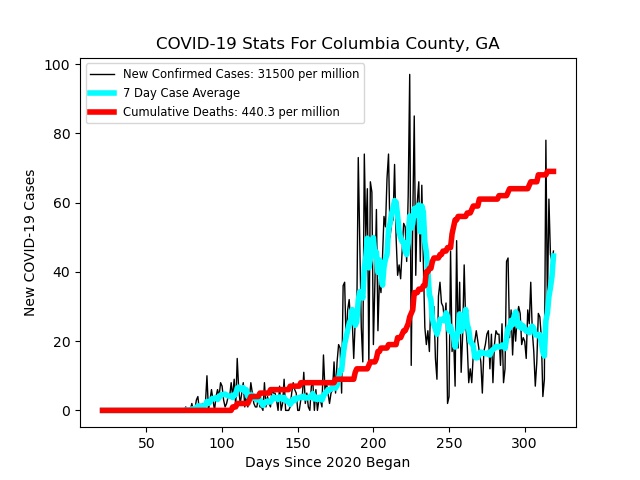 COVID-19 Stats For Columbia County, GA
New Confirmed Cases: 31500 per million
7 Day Case Average
Cumulative Deaths: 440.3 per million
New COVID-19 Cases
100
80
60
40
20
0
50 100 150 200 250 300
Days Since 2020 Began